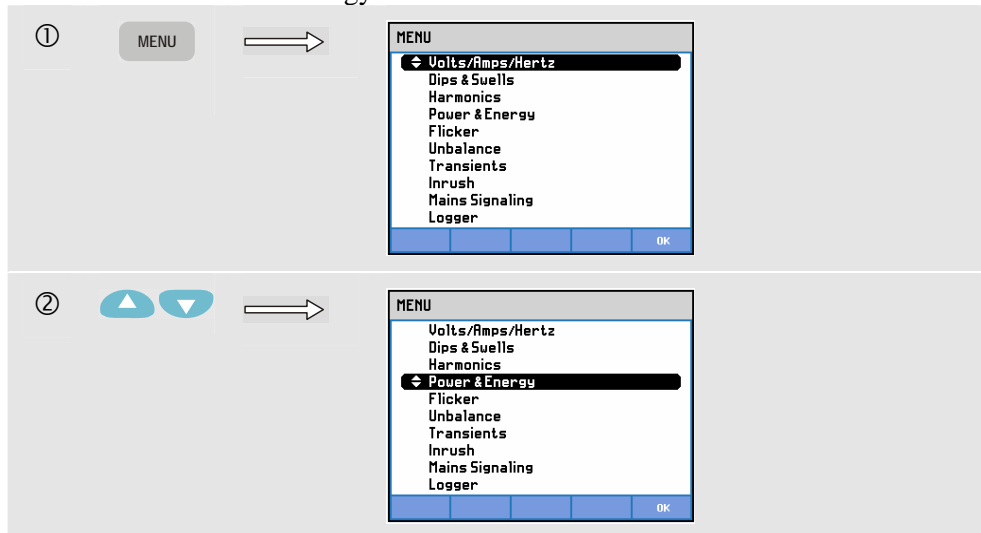 ①
MENU
MENU
Volts/Amps/Hertz
Dips & Swells
Harmonics
Power & Energy
Flicker
Unbalance
Transients
Inrush
Mains Signaling
Logger
OK
②
MENU
Volts/Amps/Hertz
Dips & Swells
Harmonics
Power & Energy
Flicker
Unbalance
Transients
Inrush
Mains Signaling
Logger
OK